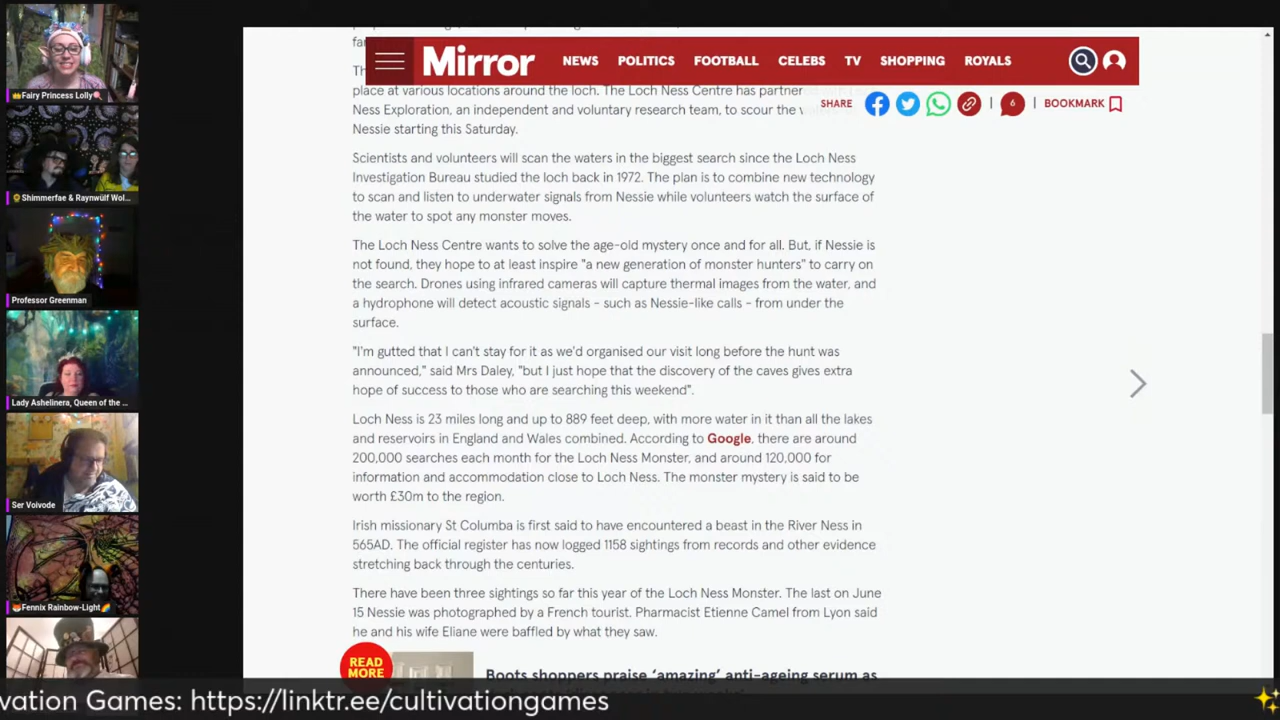 Fairy Princess Lolly
Shimmerfae & Raynwülf Wol...
Professor Greenman
Lady Ashelinera, Queen of the ...
Ser Voivode
Fennix Rainbow-Light
Mirror
NEWS
POLITICS
FOOTBALL
CELEBS
TV
SHOPPING
ROYALS
SHARE
6
BOOKMARK
place at various locations around the loch. The Loch Ness Centre has partner
Ness Exploration, an independent and voluntary research team, to scour the
Nessie starting this Saturday.
Scientists and volunteers will scan the waters in the biggest search since the Loch Ness
Investigation Bureau studied the loch back in 1972. The plan is to combine new technology
to scan and listen to underwater signals from Nessie while volunteers watch the surface of
the water to spot any monster moves.
The Loch Ness Centre wants to solve the age-old mystery once and for all. But, if Nessie is
not found, they hope to at least inspire "a new generation of monster hunters" to carry on
the search. Drones using infrared cameras will capture thermal images from the water, and
a hydrophone will detect acoustic signals - such as Nessie-like calls - from under the
surface.
"I'm gutted that I can't stay for it as we'd organised our visit long before the hunt was
announced," said Mrs Daley, "but I just hope that the discovery of the caves gives extra
hope of success to those who are searching this weekend".
Loch Ness is 23 miles long and up to 889 feet deep, with more water in it than all the lakes
and reservoirs in England and Wales combined. According to Google, there are around
200,000 searches each month for the Loch Ness Monster, and around 120,000 for
information and accommodation close to Loch Ness. The monster mystery is said to be
worth £30m to the region.
Irish missionary St Columba is first said to have encountered a beast in the River Ness in
565AD. The official register has now logged 1158 sightings from records and other evidence
stretching back through the centuries.
There have been three sightings so far this year of the Loch Ness Monster. The last on June
15 Nessie was photographed by a French tourist. Pharmacist Etienne Camel from Lyon said
he and his wife Eliane were baffled by what they saw.
READ
MORE
Boots shoppers praise 'amazing' anti-ageing serum as
vation Games: https://linktr.ee/cultivationgames